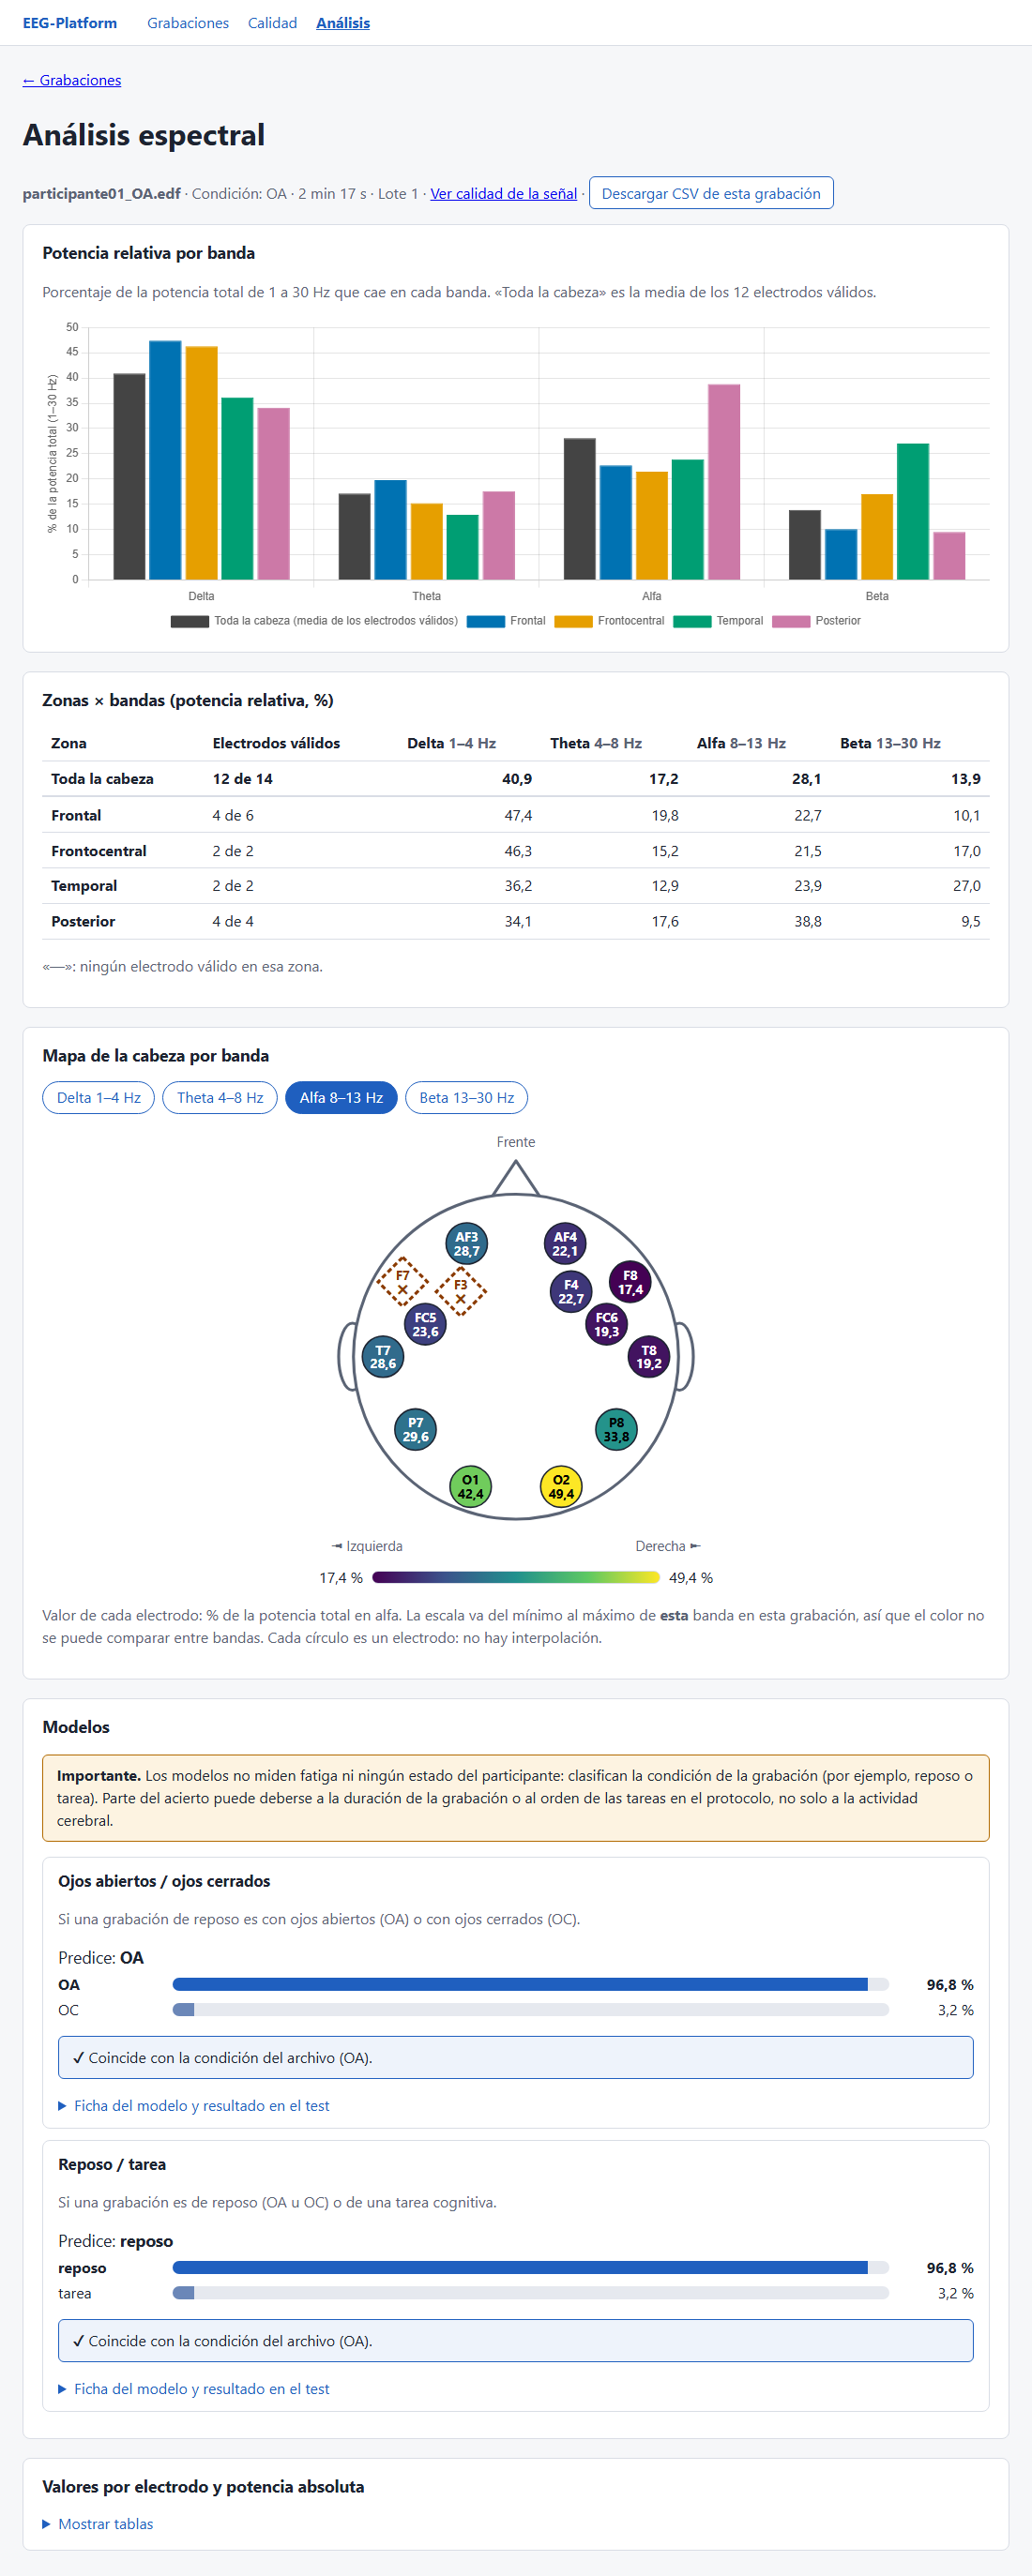 EEG-Platform Grabaciones Calidad Análisis
← Grabaciones
Análisis espectral
participante01_OA.edf · Condición: OA · 2 min 17 s · Lote 1 · Ver calidad de la señal · Descargar CSV de esta grabación
Potencia relativa por banda
Porcentaje de la potencia total de 1 a 30 Hz que cae en cada banda. «Toda la cabeza» es la media de los 12 electrodos válidos.
% de la potencia total (1–30 Hz)
50
45
40
35
30
25
20
15
10
5
0
Delta Theta Alfa Beta
Toda la cabeza (media de los electrodos válidos) Frontal Frontocentral Temporal Posterior
Zonas × bandas (potencia relativa, %)
Zona Electrodos válidos Delta 1–4 Hz Theta 4–8 Hz Alfa 8–13 Hz Beta 13–30 Hz
Toda la cabeza 12 de 14 40,9 17,2 28,1 13,9
Frontal 4 de 6 47,4 19,8 22,7 10,1
Frontocentral 2 de 2 46,3 15,2 21,5 17,0
Temporal 2 de 2 36,2 12,9 23,9 27,0
Posterior 4 de 4 34,1 17,6 38,8 9,5
«—»: ningún electrodo válido en esa zona.
Mapa de la cabeza por banda
Delta 1–4 Hz Theta 4–8 Hz Alfa 8–13 Hz Beta 13–30 Hz
Frente
AF3 AF4
28,7 22,1
F7 F3 F4 F8
× × 22,7 17,4
FC5 FC6
23,6 19,3
T7 T8
28,6 19,2
P7 P8
29,6 33,8
O1 O2
42,4 49,4
⇥ Izquierda Derecha ⇤
17,4 % 49,4 %
Valor de cada electrodo: % de la potencia total en alfa. La escala va del mínimo al máximo de esta banda en esta grabación, así que el color no
se puede comparar entre bandas. Cada círculo es un electrodo: no hay interpolación.
Modelos
Importante. Los modelos no miden fatiga ni ningún estado del participante: clasifican la condición de la grabación (por ejemplo, reposo o
tarea). Parte del acierto puede deberse a la duración de la grabación o al orden de las tareas en el protocolo, no solo a la actividad
cerebral.
Ojos abiertos / ojos cerrados
Si una grabación de reposo es con ojos abiertos (OA) o con ojos cerrados (OC).
Predice: OA
OA 96,8 %
OC 3,2 %
✓ Coincide con la condición del archivo (OA).
▶ Ficha del modelo y resultado en el test
Reposo / tarea
Si una grabación es de reposo (OA u OC) o de una tarea cognitiva.
Predice: reposo
reposo 96,8 %
tarea 3,2 %
✓ Coincide con la condición del archivo (OA).
▶ Ficha del modelo y resultado en el test
Valores por electrodo y potencia absoluta
▶ Mostrar tablas